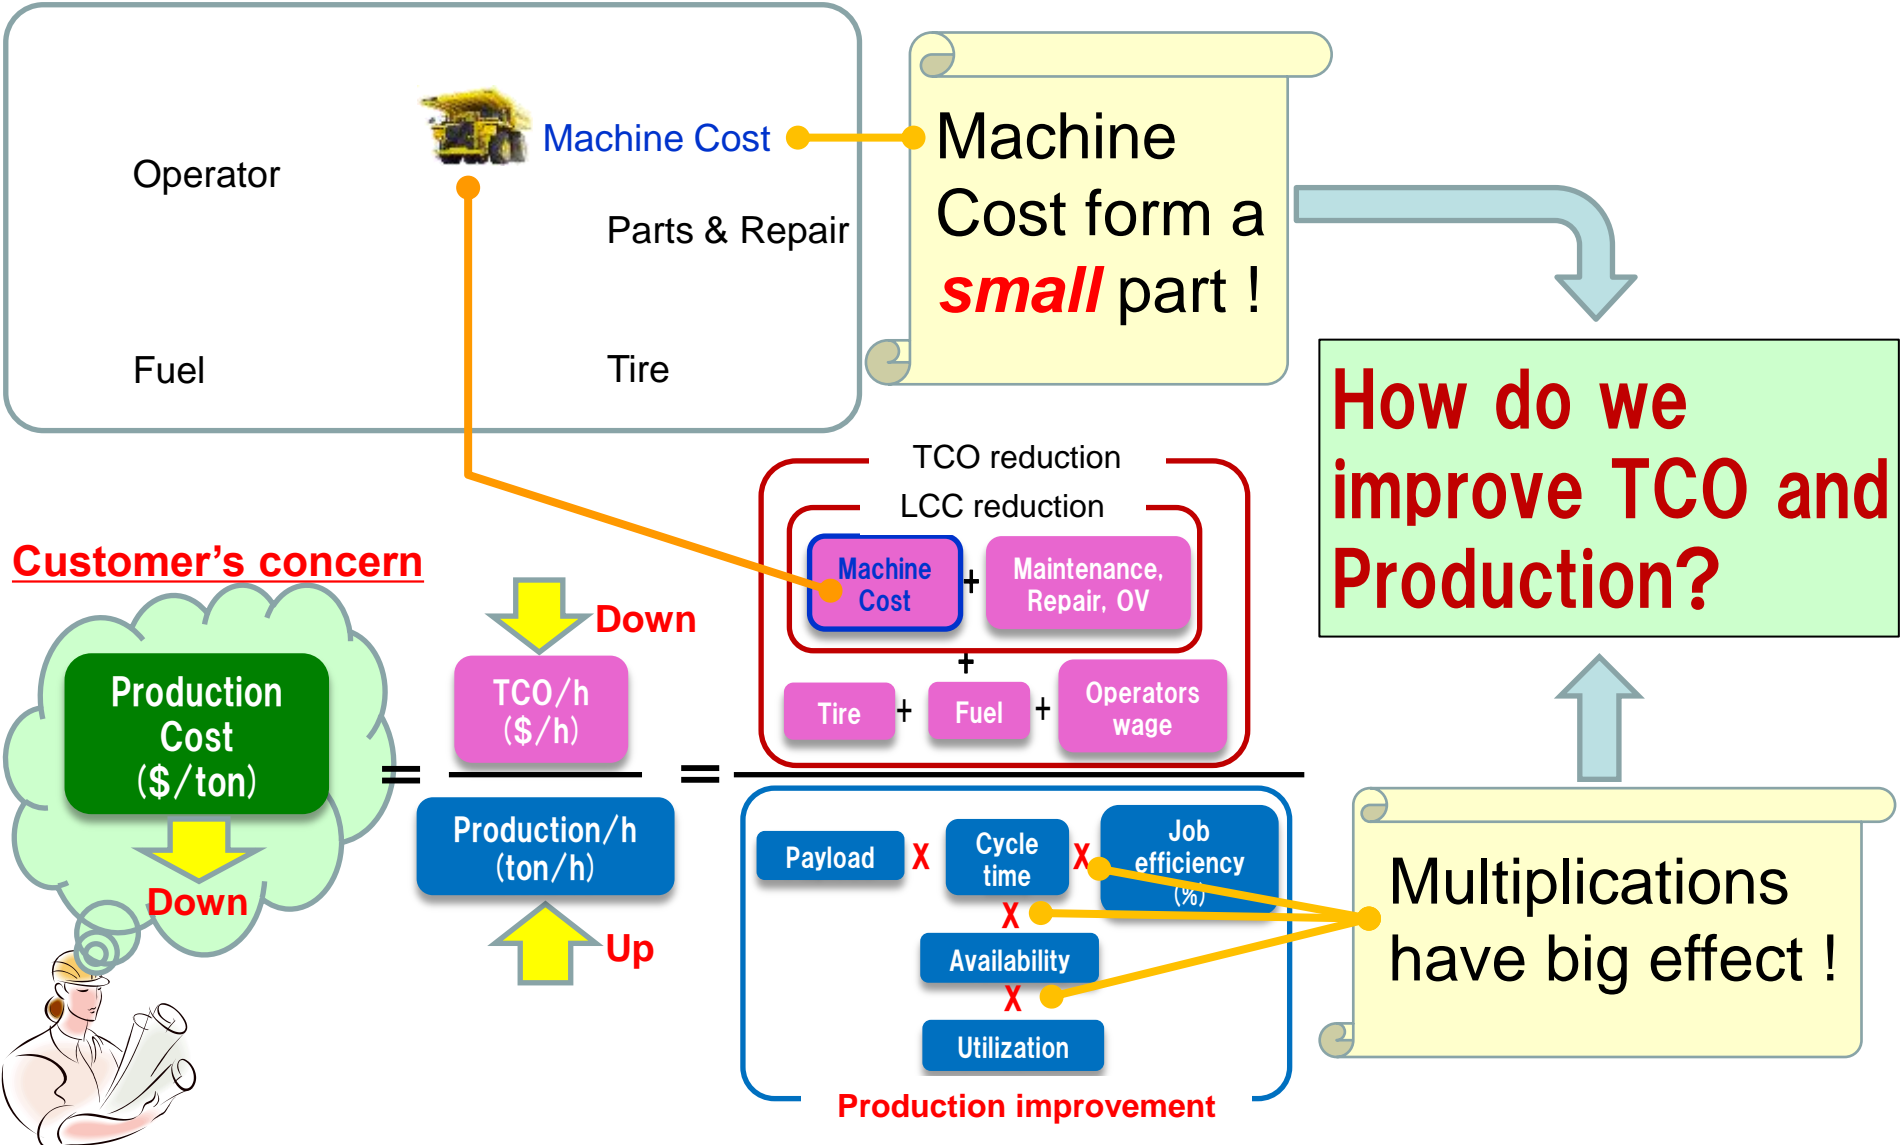 Machine Cost
Operator
Parts & Repair
Fuel
Tire
Machine
Cost form a
small part !
How do we
improve TCO and
Production?
TCO reduction
LCC reduction
Machine
Cost
+
Maintenance,
Repair, OV
+
Tire
+
Fuel
+
Operators
wage
Customer's concern
Production
Cost
($/ton)
Down
=
Down
TCO/h
($/h)
Production/h
(ton/h)
Up
=
Payload
X
Cycle
time
X
Job
efficiency
(%)
X
Availability
X
Utilization
Production improvement
Multiplications
have big effect !